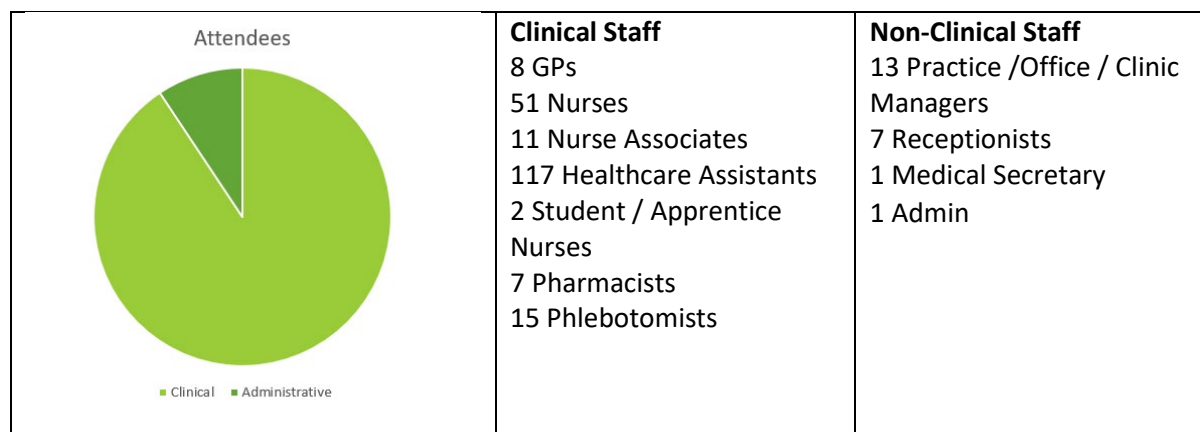 Attendees
Clinical Administrative
Clinical Staff
8 GPs
51 Nurses
11 Nurse Associates
117 Healthcare Assistants
2 Student / Apprentice
Nurses
7 Pharmacists
15 Phlebotomists
Non-Clinical Staff
13 Practice /Office / Clinic
Managers
7 Receptionists
1 Medical Secretary
1 Admin